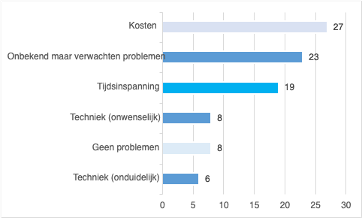 Kosten 27
Onbekend maar verwachten problemen 23
Tijdsinspanning 19
Techniek (onwenselijk) 8
Geen problemen 8
Techniek (onduidelijk) 6
0 5 10 15 20 25 30